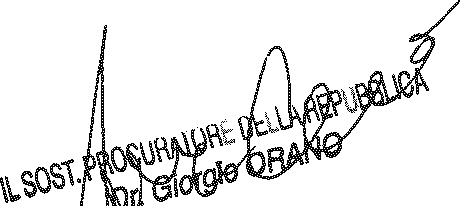 IL SOST. PROCURATORE DELLA REPUBBLICA
Dr. Giorgio ORANO